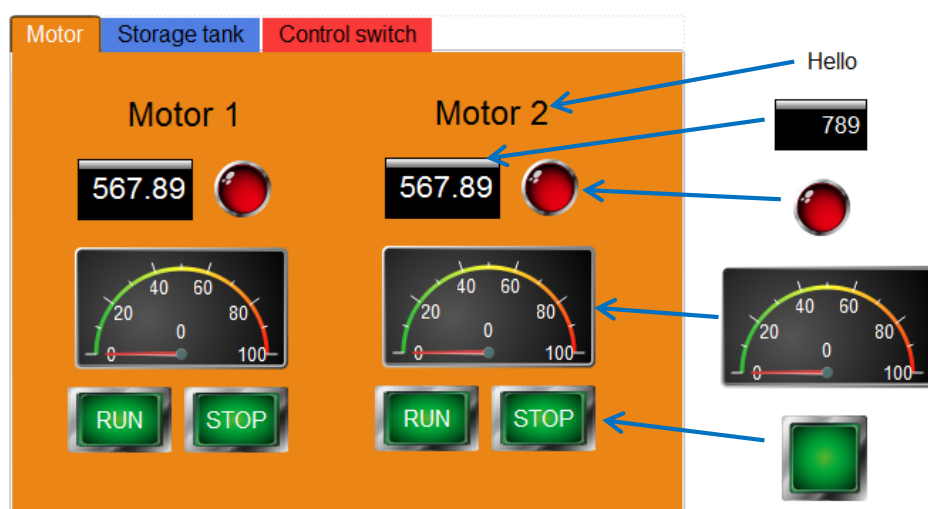 Motor Storage tank Control switch
Hello
Motor 1 Motor 2
789
567.89 567.89
40 60 40 60
20 80 20 80
0 0
0 100 0 100
40 60
20 80
0
0 100
RUN STOP RUN STOP